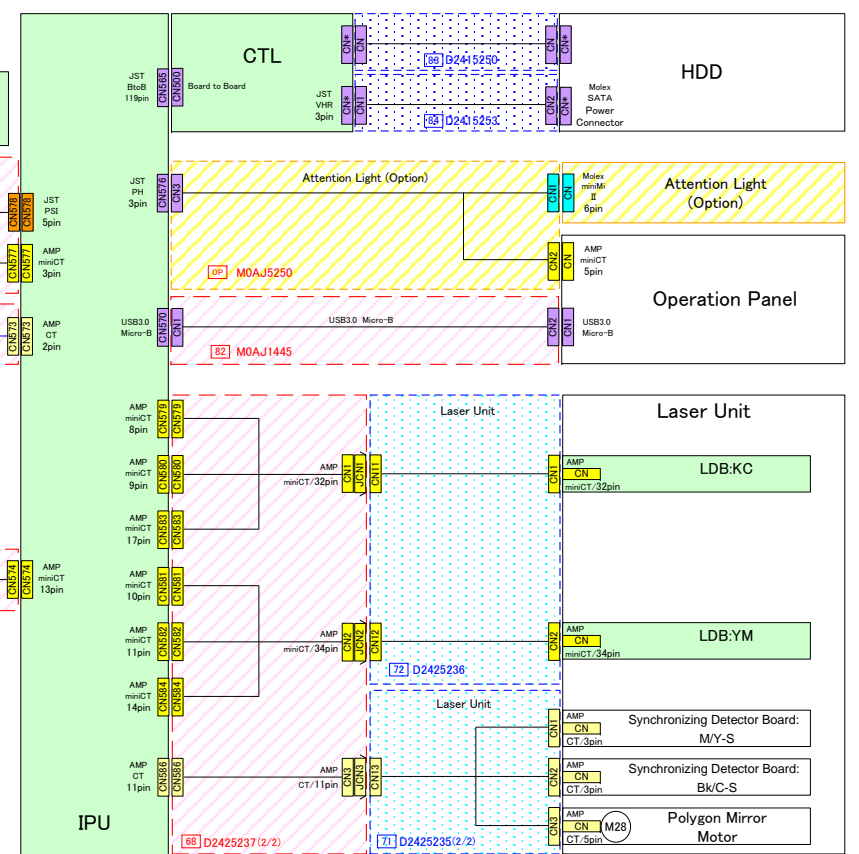 CTL
HDD
JST
BtoB
119pin
CN565
CN500
Board to Board
CN*
CN
CN
CN*
88 D2415250
JST
VHR
3pin
CN*
CN1
CN2
CN*
84 D2415253
Molex
SATA
Power
Connector
CN578
CN578
JST
PSI
5pin
CN577
CN577
AMP
miniCT
3pin
CN573
CN573
AMP
CT
2pin
CN574
CN574
AMP
miniCT
13pin
JST
PH
3pin
CN576
CN3
Attention Light (Option)
CN1
CN
Molex
miniMi
II
6pin
Attention Light
(Option)
CN2
CN
AMP
miniCT
5pin
OP M0AJ5250
Operation Panel
USB3.0
Micro-B
CN570
CN1
USB3.0 Micro-B
CN2
CN1
USB3.0
Micro-B
82 M0AJ1445
AMP
miniCT
8pin
CN579
CN579
AMP
miniCT
9pin
CN580
CN580
AMP
miniCT
17pin
CN583
CN583
AMP
miniCT
10pin
CN581
CN581
AMP
miniCT
11pin
CN582
CN582
AMP
miniCT
14pin
CN584
CN584
AMP
CT
11pin
CN586
CN586
IPU
AMP
miniCT/32pin
CN1
JCN1
CN11
AMP
miniCT/34pin
CN2
JCN2
CN12
AMP
CT/11pin
CN3
JCN3
CN13
68 D2425237(2/2)
Laser Unit
72 D2425236
Laser Unit
71 D2425235(2/2)
Laser Unit
CN1
AMP
CN
miniCT/32pin
LDB:KC
CN2
AMP
CN
miniCT/34pin
LDB:YM
CN1
AMP
CN
CT/3pin
Synchronizing Detector Board:
M/Y-S
CN2
AMP
CN
CT/3pin
Synchronizing Detector Board:
Bk/C-S
CN3
AMP
CN
CT/5pin
M28
Polygon Mirror
Motor